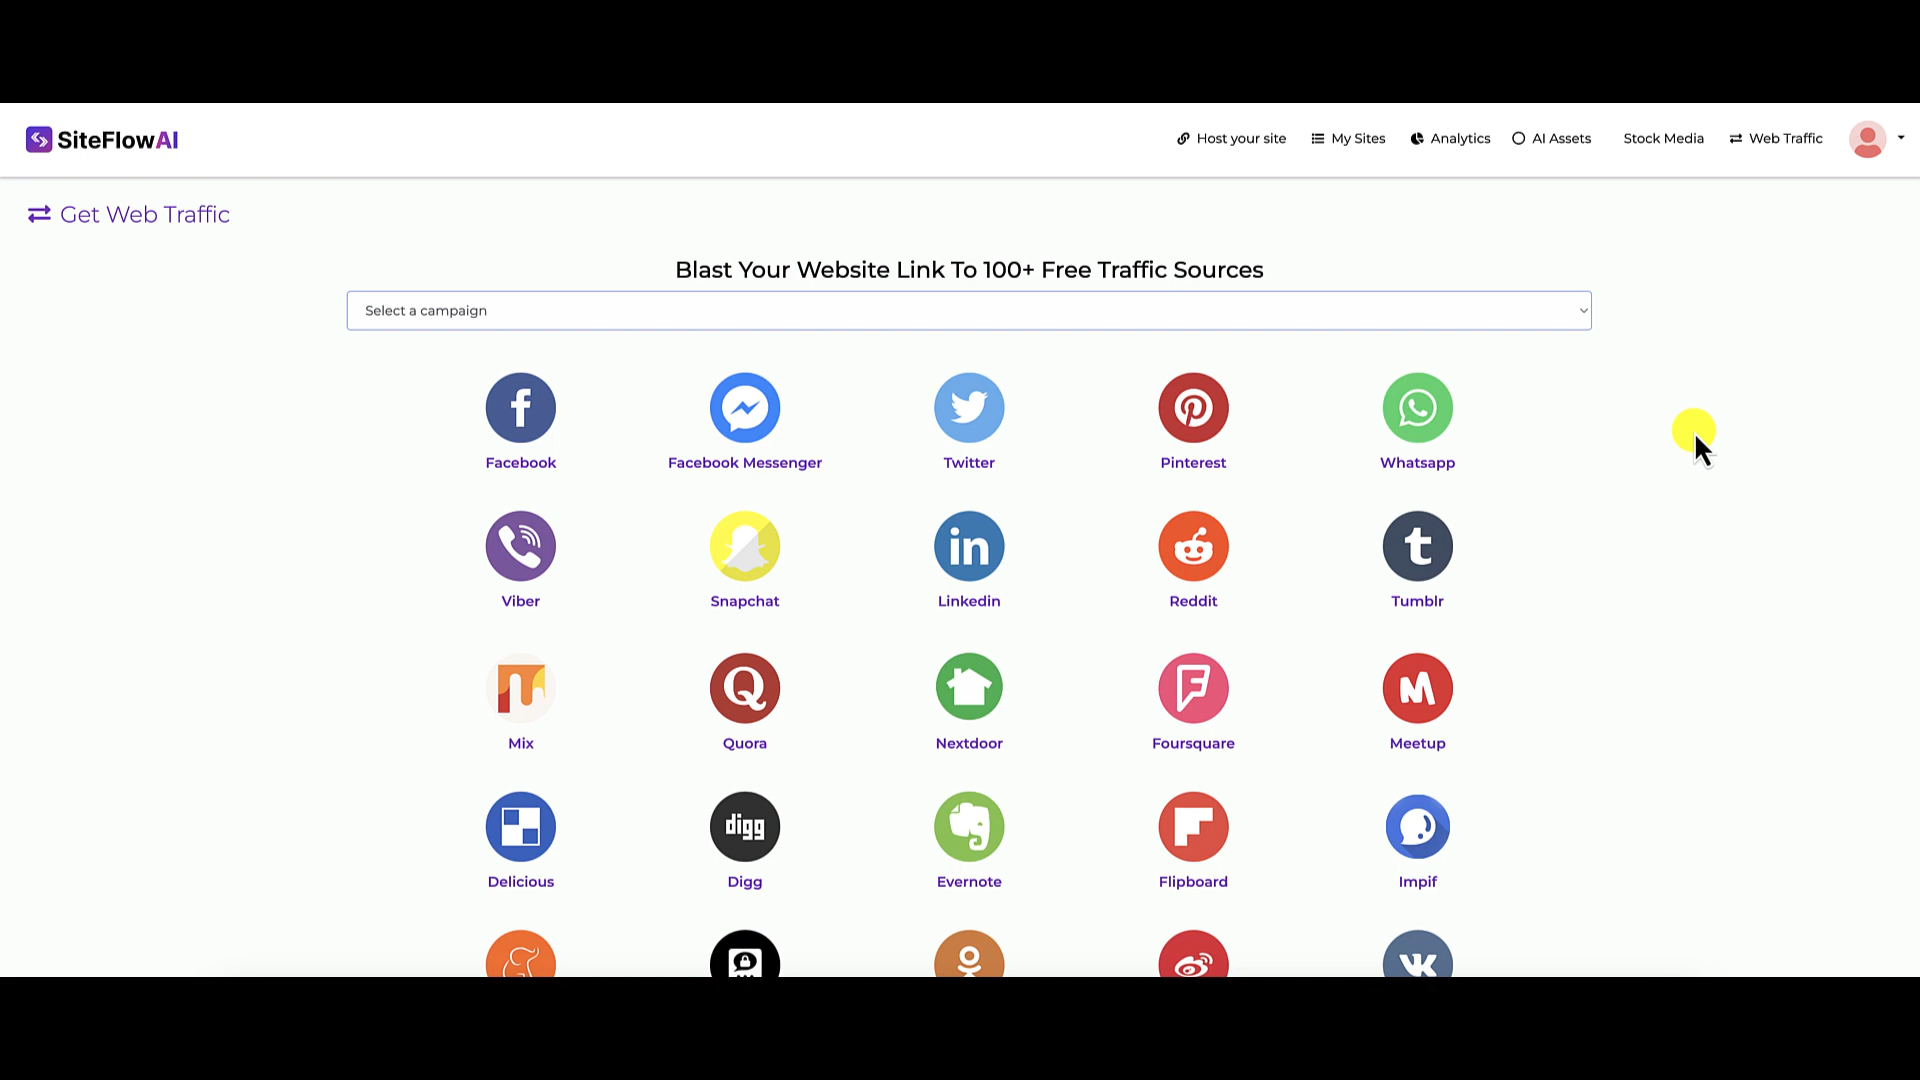 SiteFlowAI
Host your site
My Sites
Analytics
AI Assets
Stock Media
Web Traffic
Get Web Traffic
Blast Your Website Link To 100+ Free Traffic Sources
Select a campaign
Facebook
Facebook Messenger
Twitter
Pinterest
Whatsapp
Viber
Snapchat
Linkedin
Reddit
Tumblr
Mix
Quora
Nextdoor
Foursquare
Meetup
digg
Delicious
Digg
Evernote
Flipboard
Impif